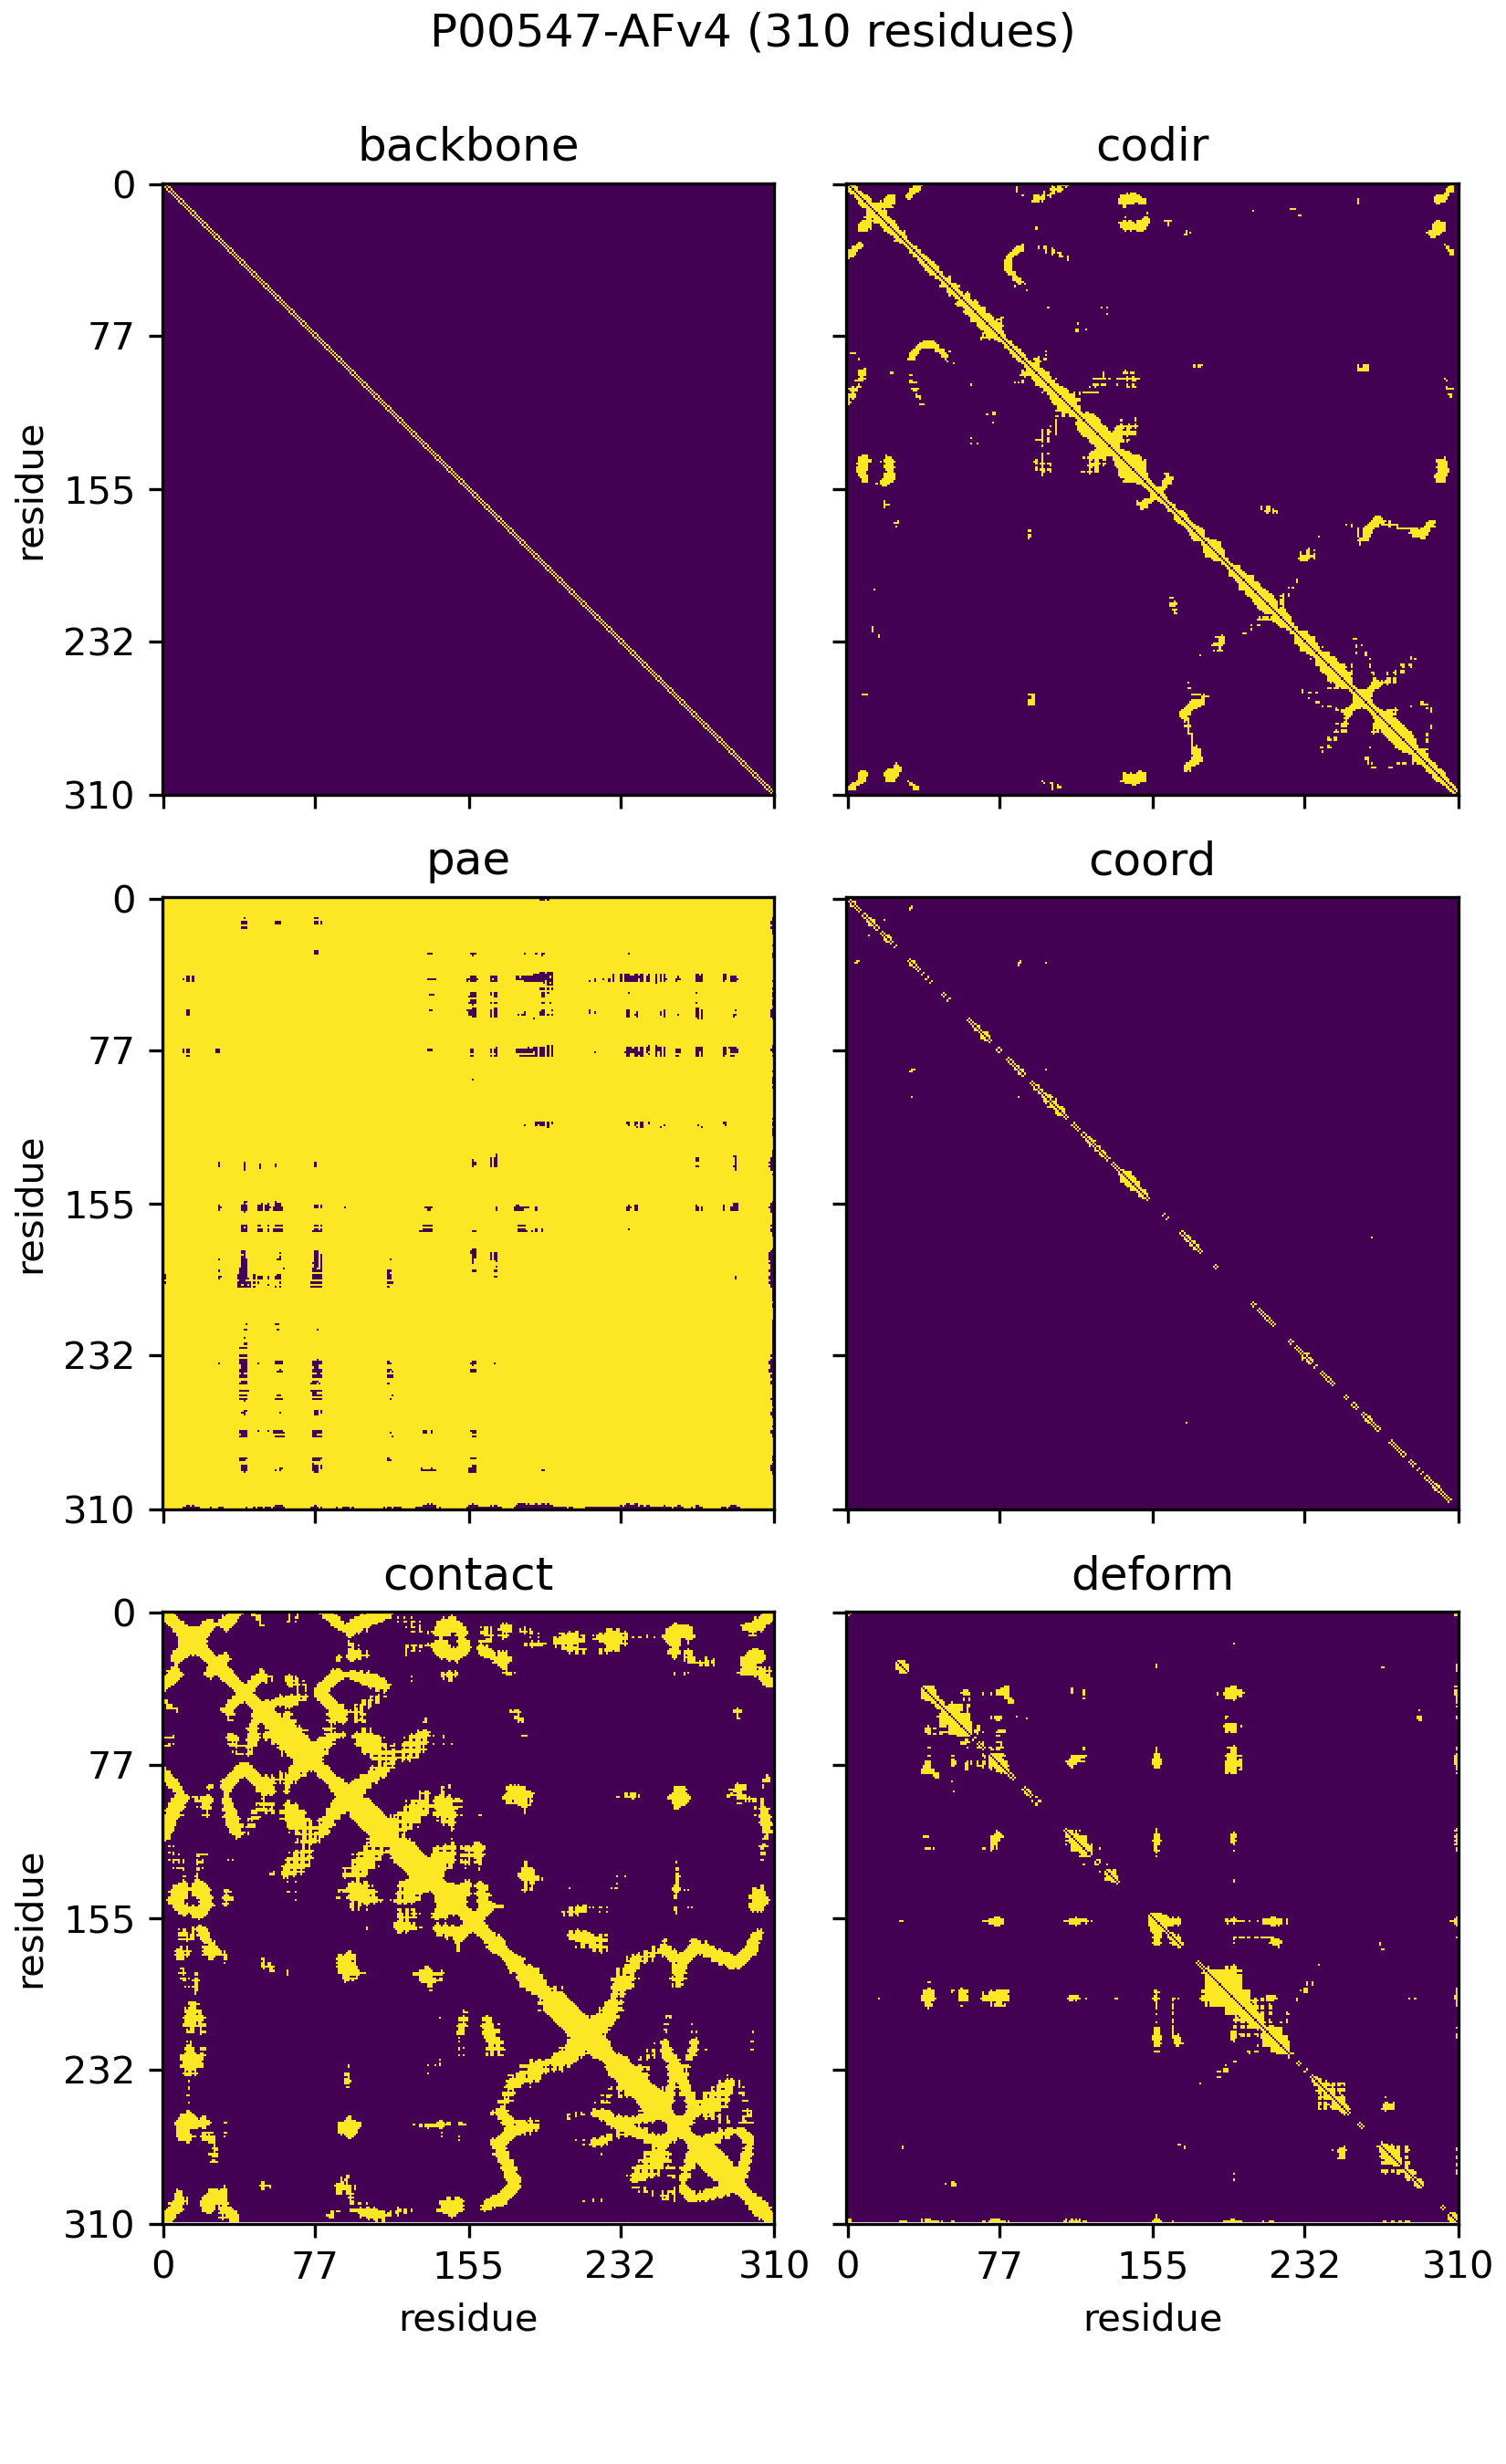 P00547-AFv4 (310 residues)
backbone
codir
0
77
155
232
310
residue
pae
coord
0
77
155
232
310
residue
contact
deform
0
77
155
232
310
residue
0 77 155 232 310
0 77 155 232 310
residue
residue